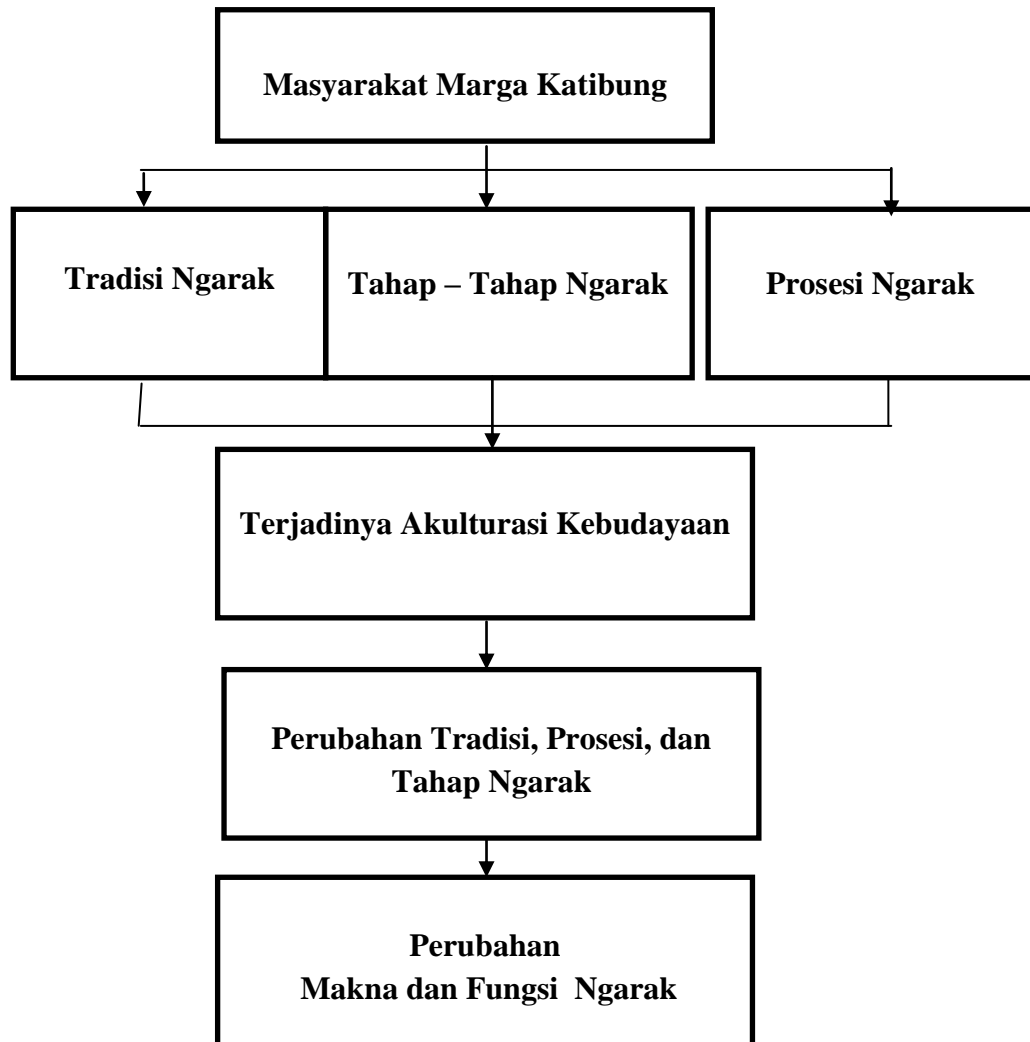 Masyarakat Marga Katibung
Tradisi Ngarak
Tahap – Tahap Ngarak
Prosesi Ngarak
Terjadinya Akulturasi Kebudayaan
Perubahan Tradisi, Prosesi, dan
Tahap Ngarak
Perubahan
Makna dan Fungsi Ngarak